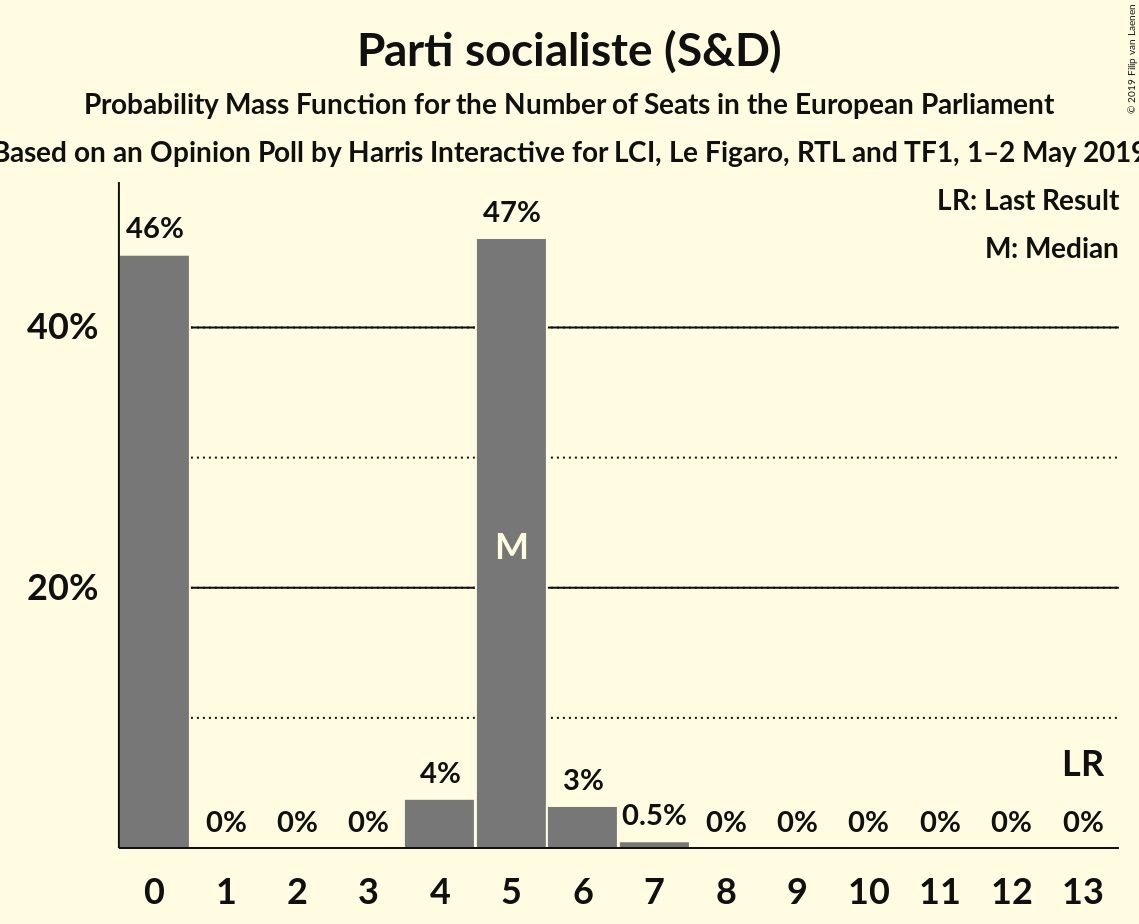 Parti socialiste (S&D)
Probability Mass Function for the Number of Seats in the European Parliament
Based on an Opinion Poll by Harris Interactive for LCI, Le Figaro, RTL and TF1, 1–2 May 2019
© 2019 Filip van Laenen
LR: Last Result
M: Median
46%
47%
40%
M
20%
LR
4%
3%
0.5%
0% 0% 0% 0% 0% 0% 0% 0% 0%
0 1 2 3 4 5 6 7 8 9 10 11 12 13